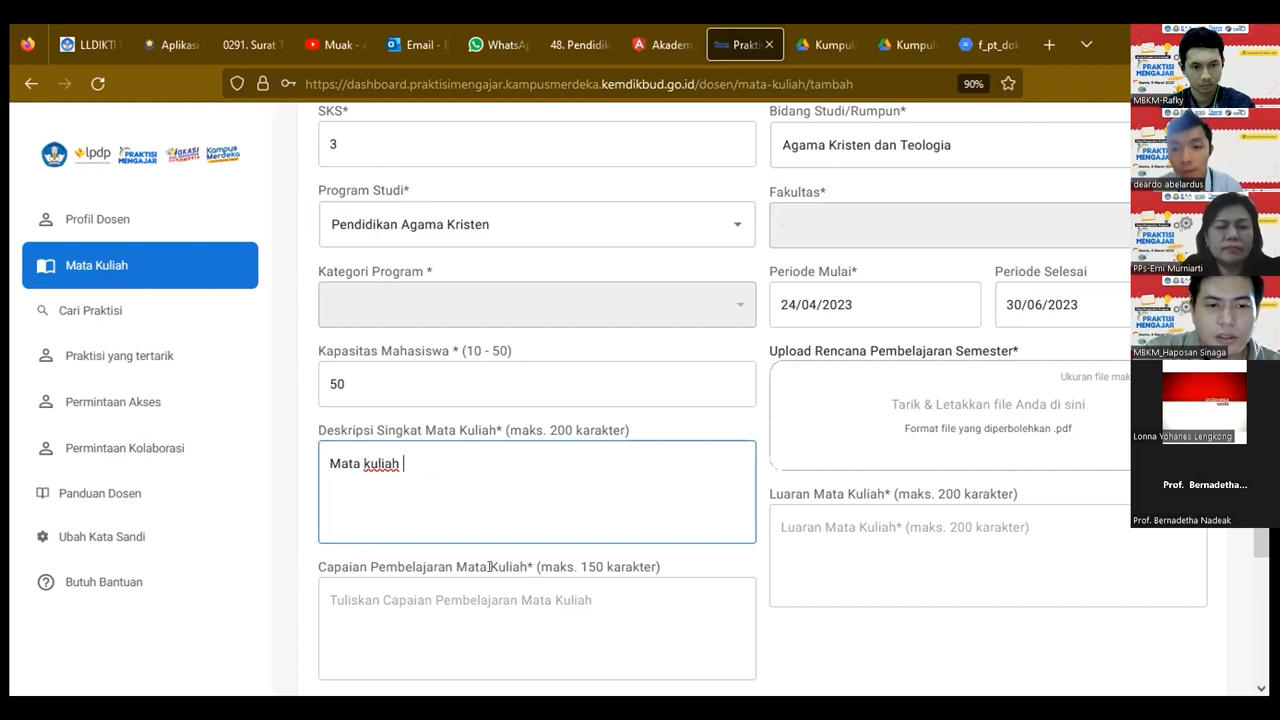 LLDIKTI
Aplikasi
0291. Surat T
Muak - A
Email - E
WhatsA
48. Pendidik
Akadem
Prakti
Kumpul
Kumpul
f_pt_dok
https://dashboard.praktisimengajar.kampusmerdeka.kemdikbud.go.id/dosen/mata-kuliah/tambah
90%
lpdp
PRAKTISI MENGAJAR
Kampus Merdeka
Profil Dosen
Mata Kuliah
Cari Praktisi
Praktisi yang tertarik
Permintaan Akses
Permintaan Kolaborasi
Panduan Dosen
Ubah Kata Sandi
Butuh Bantuan
SKS*
3
Bidang Studi/Rumpun*
Agama Kristen dan Teologia
Program Studi*
Pendidikan Agama Kristen
Fakultas*
Kategori Program *
Periode Mulai*
24/04/2023
Periode Selesai
30/06/2023
Kapasitas Mahasiswa * (10 - 50)
50
Upload Rencana Pembelajaran Semester*
Ukuran file mak
Tarik & Letakkan file Anda di sini
Format file yang diperbolehkan .pdf
Deskripsi Singkat Mata Kuliah* (maks. 200 karakter)
Mata kuliah
Luaran Mata Kuliah* (maks. 200 karakter)
Luaran Mata Kuliah* (maks. 200 karakter)
Capaian Pembelajaran Mata Kuliah* (maks. 150 karakter)
Tuliskan Capaian Pembelajaran Mata Kuliah
MBKM-Rafky
deardo abelardus
PPs-Erni Murniarti
MBKM_Haposan Sinaga
Lonna Yohanes Lengkong
Prof. Bernadetha...
Prof. Bernadetha Nadeak